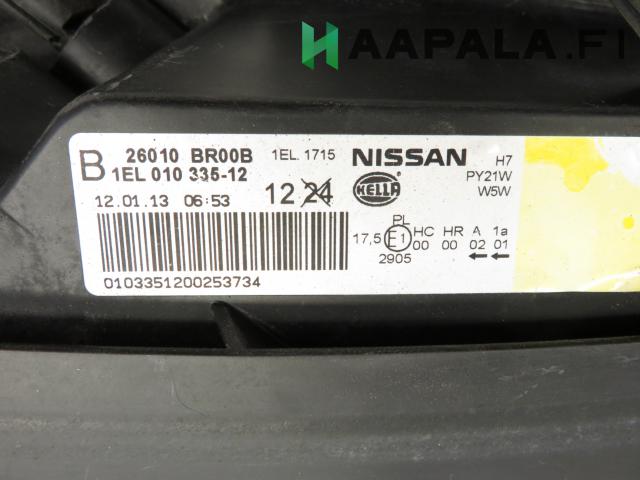 HAAPALA.FI
B 26010 BR00B 1EL. 1715 NISSAN H7
1EL 010 335-12 PY21W
12.01.13 06:53 12 24 HELLA W5W
PL
17,5 E1 HC HR A 1a
00 00 02 01
2905
0103351200253734